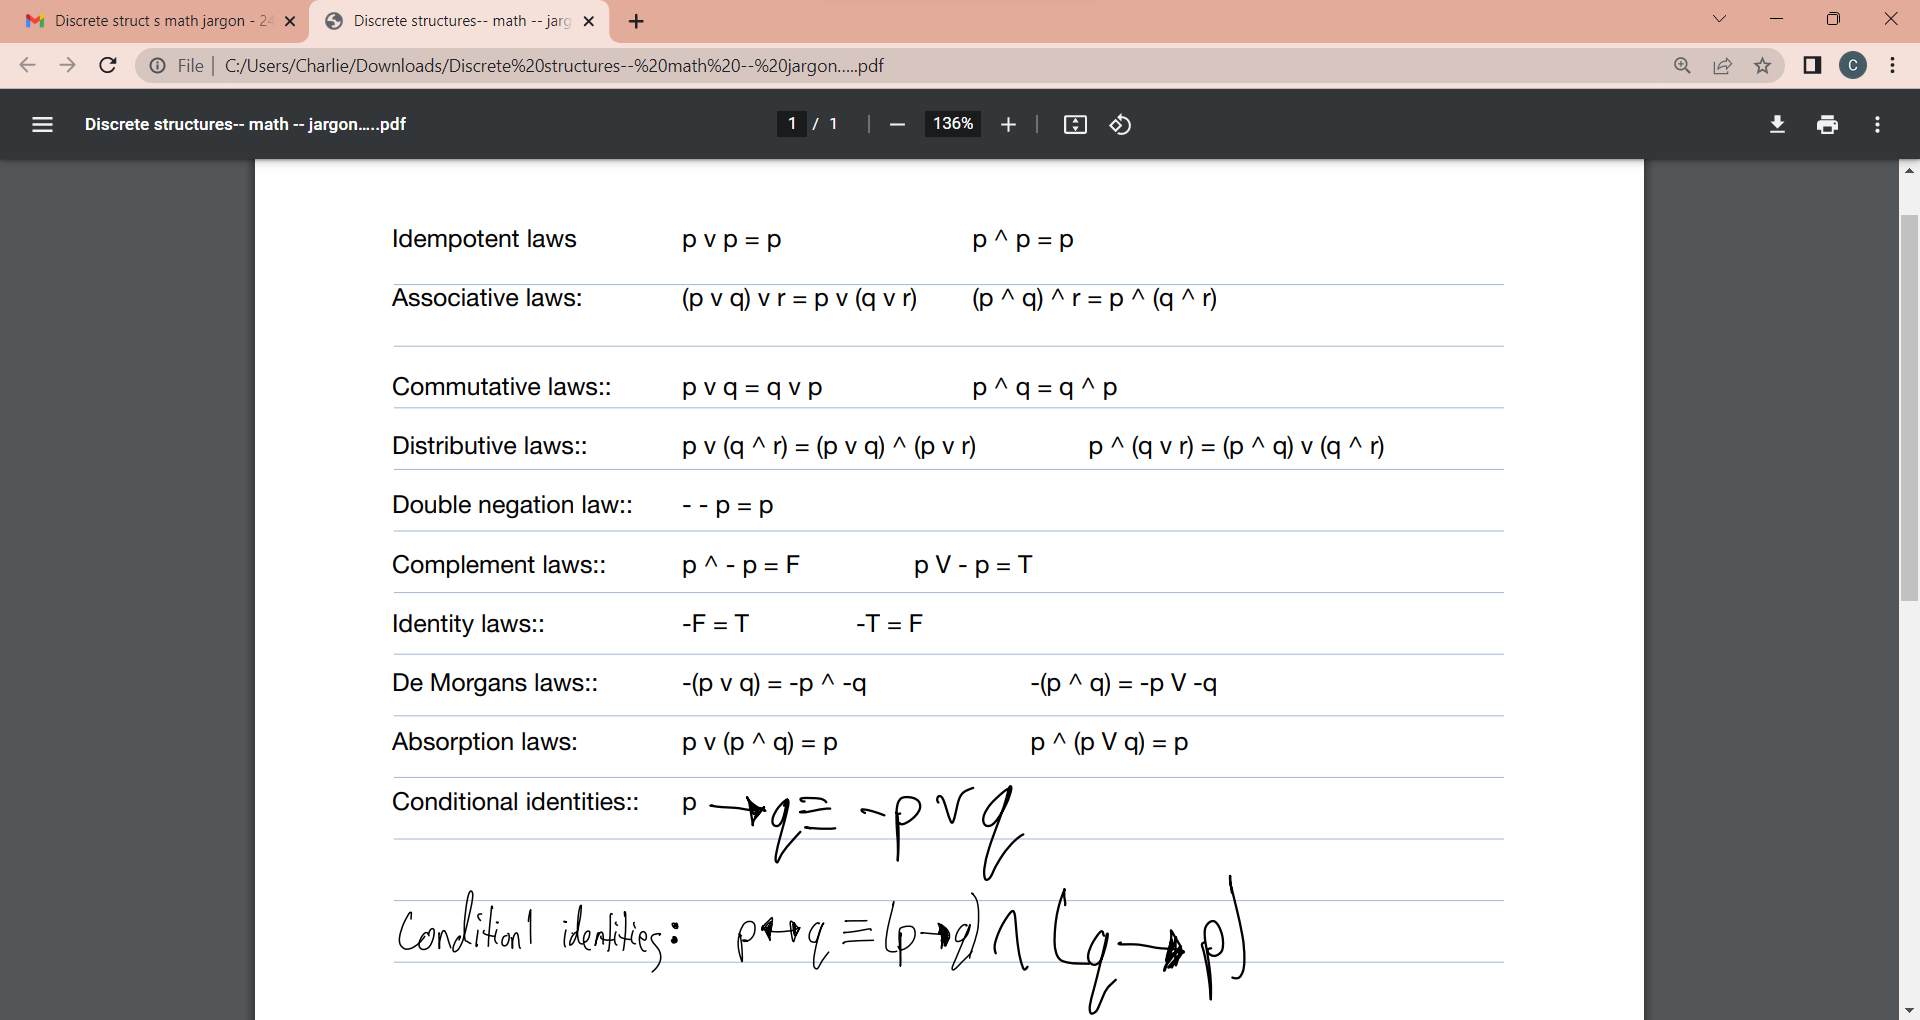 Discrete struct s math jargon - 24
Discrete structures-- math -- jarg
File | C:/Users/Charlie/Downloads/Discrete%20structures--%20math%20--%20jargon.....pdf C
Discrete structures-- math -- jargon.....pdf 1 / 1 136%
Idempotent laws p v p = p p ^ p = p
Associative laws: (p v q) v r = p v (q v r) (p ^ q) ^ r = p ^ (q ^ r)
Commutative laws:: p v q = q v p p ^ q = q ^ p
Distributive laws:: p v (q ^ r) = (p v q) ^ (p v r) p ^ (q v r) = (p ^ q) v (q ^ r)
Double negation law:: - - p = p
Complement laws:: p ^ - p = F p V - p = T
Identity laws:: -F = T -T = F
De Morgans laws:: -(p v q) = -p ^ -q -(p ^ q) = -p V -q
Absorption laws: p v (p ^ q) = p p ^ (p V q) = p
Conditional identities:: p → q ≡ ¬p v q
Condition1 identities: p ↔ q ≡ (p → q) ∧ (q → p)